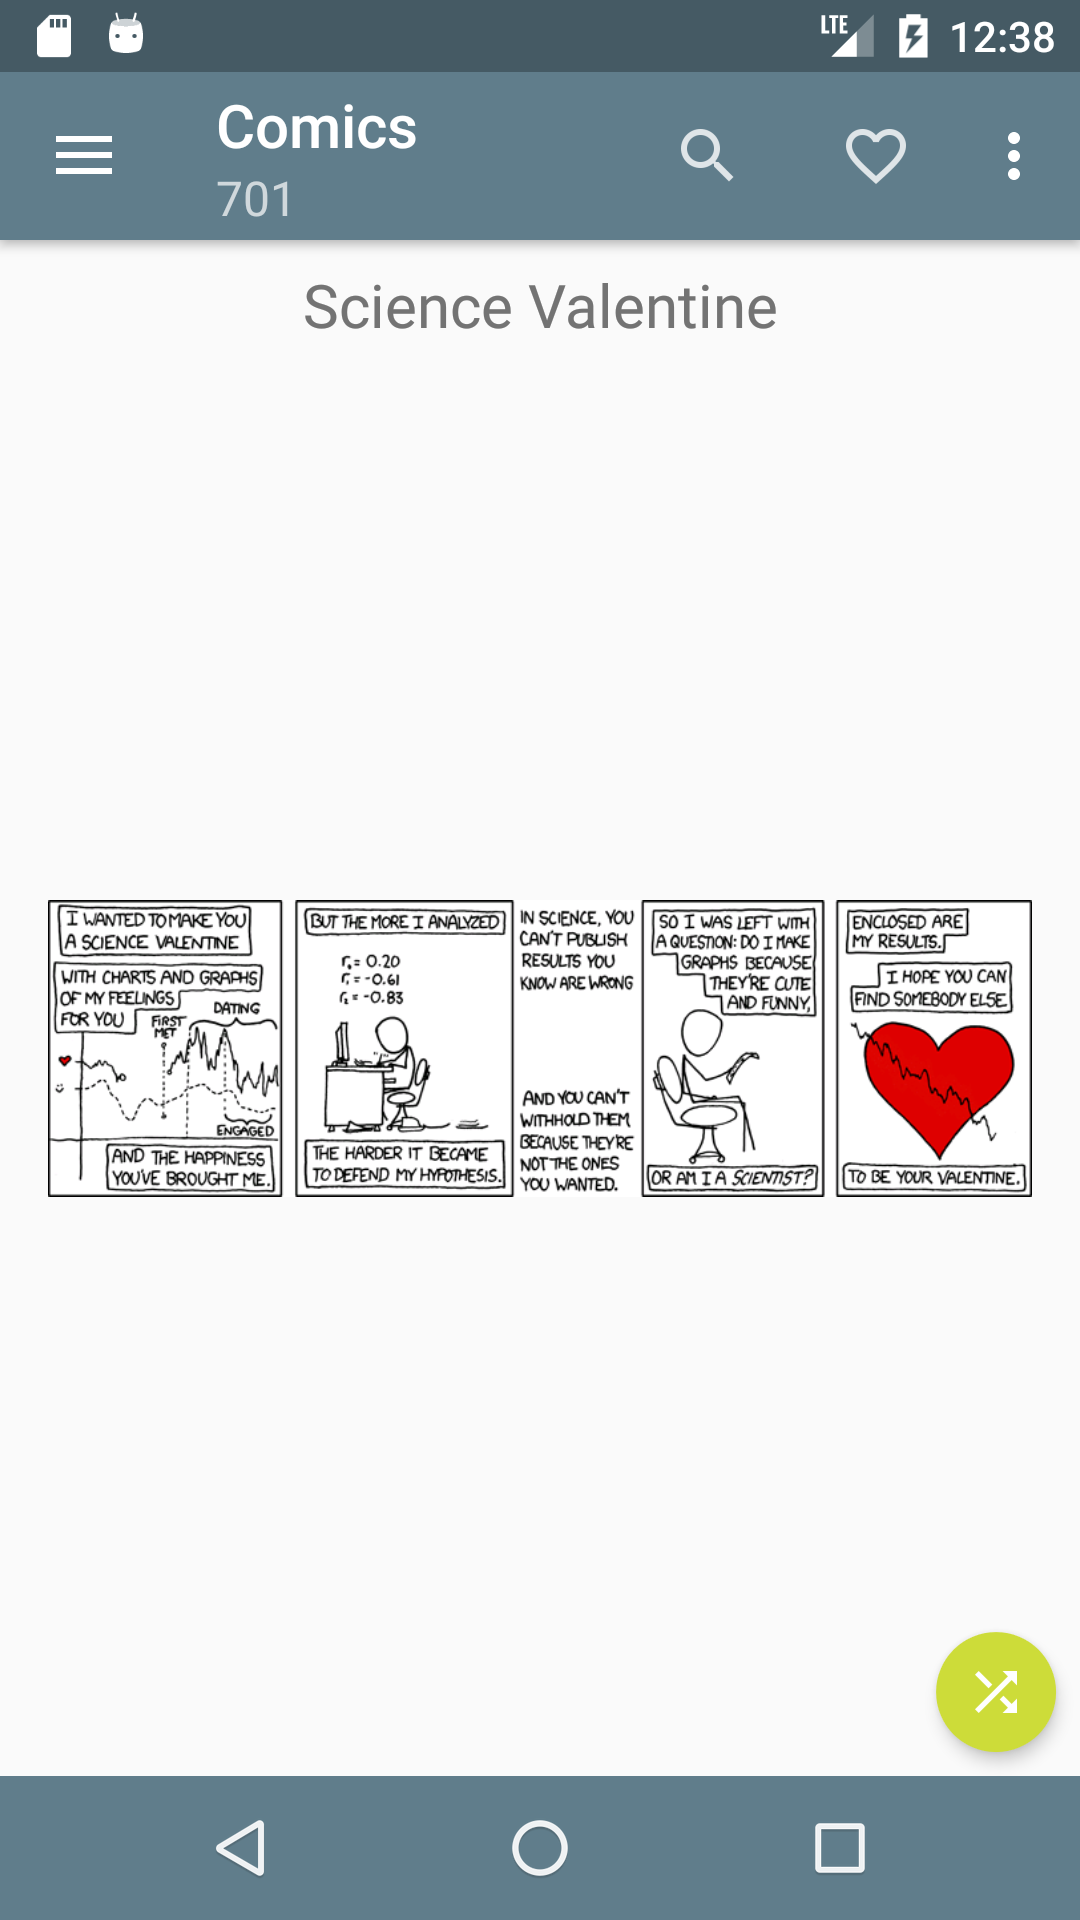 LTE 12:38
Comics
701
Science Valentine
I WANTED TO MAKE YOU
A SCIENCE VALENTINE
WITH CHARTS AND GRAPHS
OF MY FEELINGS
FOR YOU
FIRST
MET
DATING
ENGAGED
AND THE HAPPINESS
YOU'VE BROUGHT ME.
BUT THE MORE I ANALYZED
r₁= 0.20
r₁= -0.61
r₂= -0.83
THE HARDER IT BECAME
TO DEFEND MY HYPOTHESIS.
IN SCIENCE, YOU
CAN'T PUBLISH
RESULTS YOU
KNOW ARE WRONG
AND YOU CAN'T
WITHHOLD THEM
BECAUSE THEY'RE
NOT THE ONES
YOU WANTED.
SO I WAS LEFT WITH
A QUESTION: DO I MAKE
GRAPHS BECAUSE
THEY'RE CUTE
AND FUNNY,
OR AM I A SCIENTIST?
ENCLOSED ARE
MY RESULTS.
I HOPE YOU CAN
FIND SOMEBODY ELSE
TO BE YOUR VALENTINE.